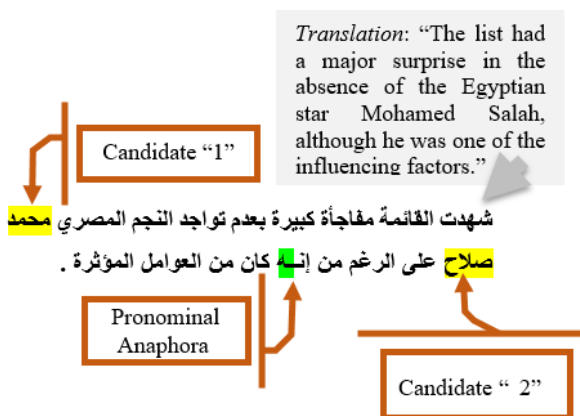 Translation: “The list had
a major surprise in the
absence of the Egyptian
star Mohamed Salah,
although he was one of the
influencing factors.”
Candidate “1”
شهدت القائمة مفاجأة كبيرة بعدم تواجد النجم المصري محمد
صلاح على الرغم من إنــه كان من العوامل المؤثرة .
Pronominal
Anaphora
Candidate “ 2”